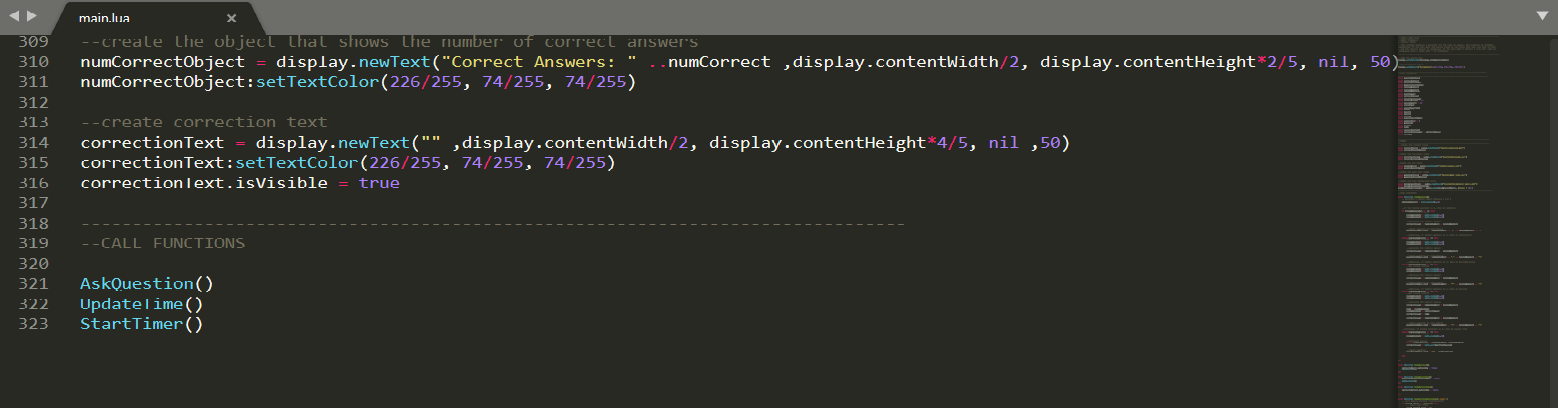 main.lua ×
309 --create the object that shows the number of correct answers
310 numCorrectObject = display.newText("Correct Answers: " ..numCorrect ,display.contentWidth/2, display.contentHeight*2/5, nil, 50)
311 numCorrectObject:setTextColor(226/255, 74/255, 74/255)
312
313 --create correction text
314 correctionText = display.newText("" ,display.contentWidth/2, display.contentHeight*4/5, nil ,50)
315 correctionText:setTextColor(226/255, 74/255, 74/255)
316 correctionText.isVisible = true
317
318 --------------------------------------------------------------------------------
319 --CALL FUNCTIONS
320
321 AskQuestion()
322 UpdateTime()
323 StartTimer()